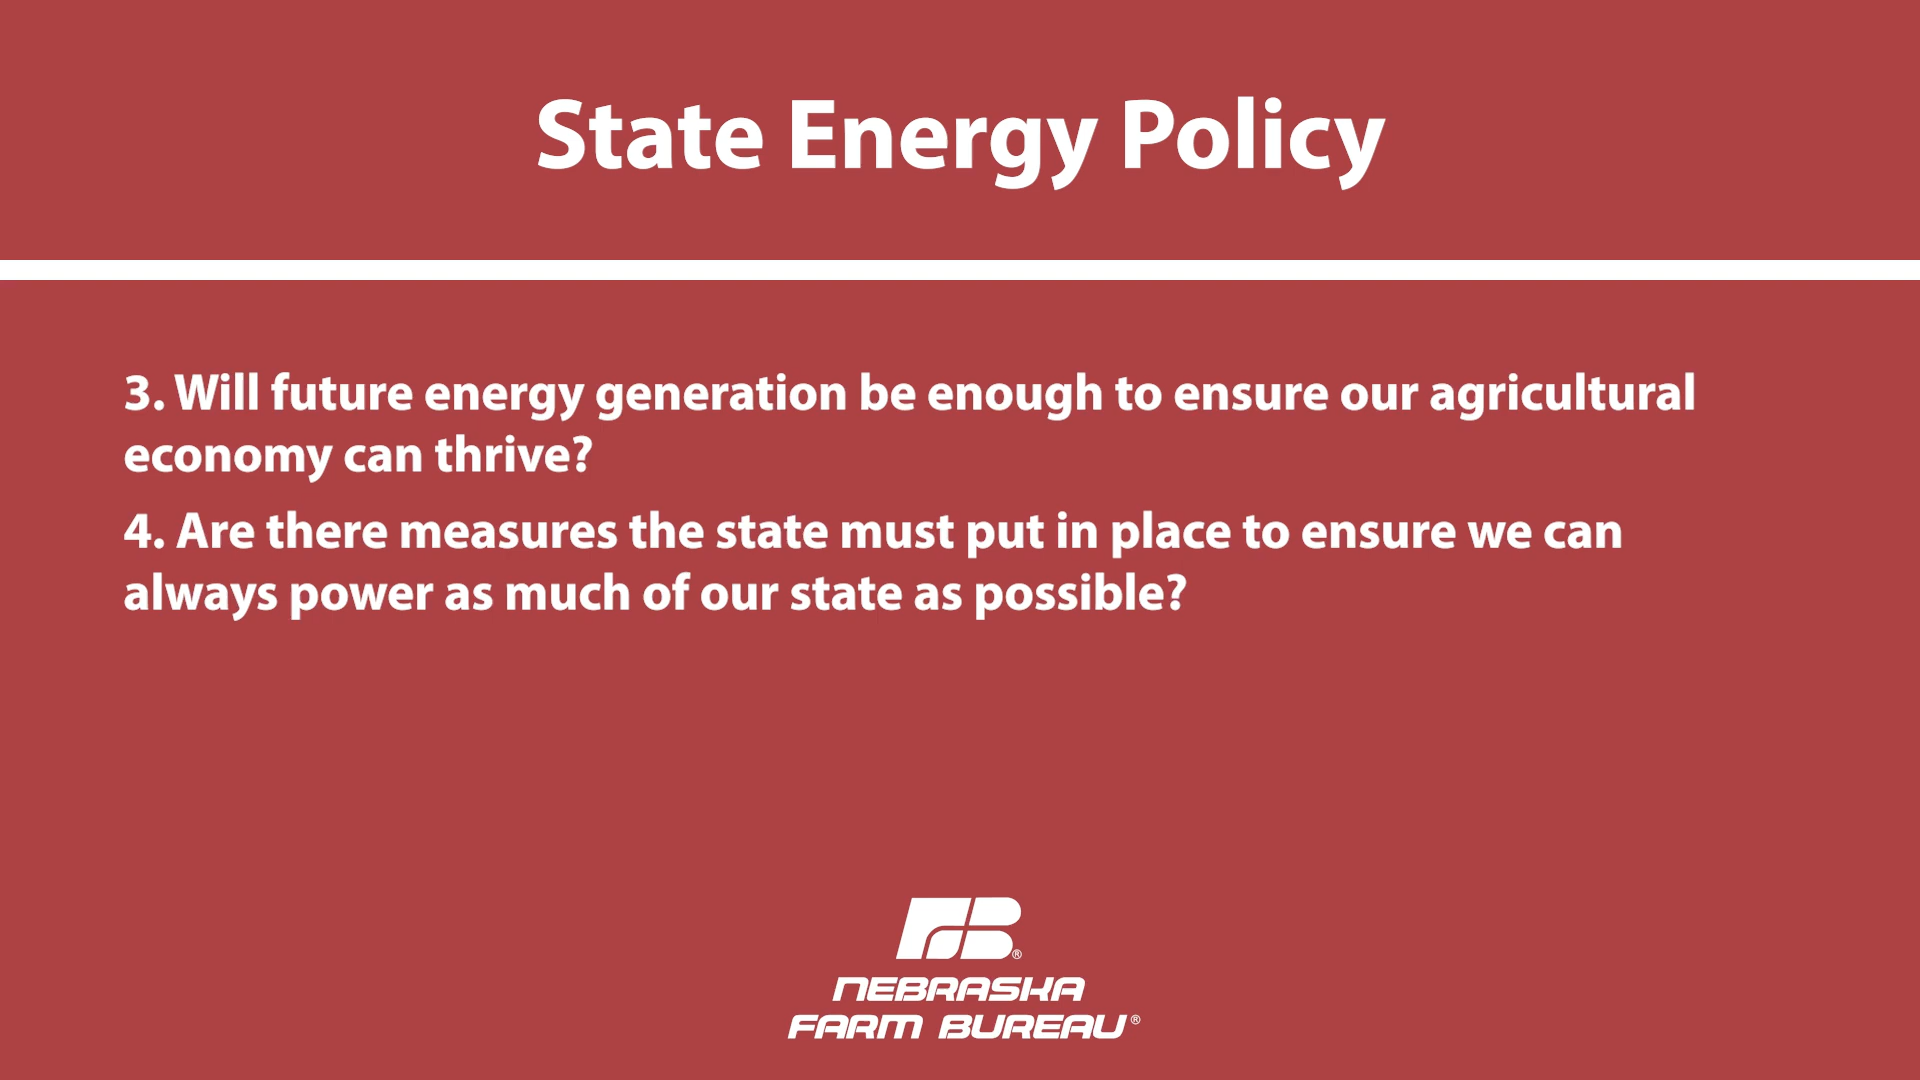 State Energy Policy
3. Will future energy generation be enough to ensure our agricultural
economy can thrive?
4. Are there measures the state must put in place to ensure we can
always power as much of our state as possible?
FB®
NEBRASKA
FARM BUREAU®